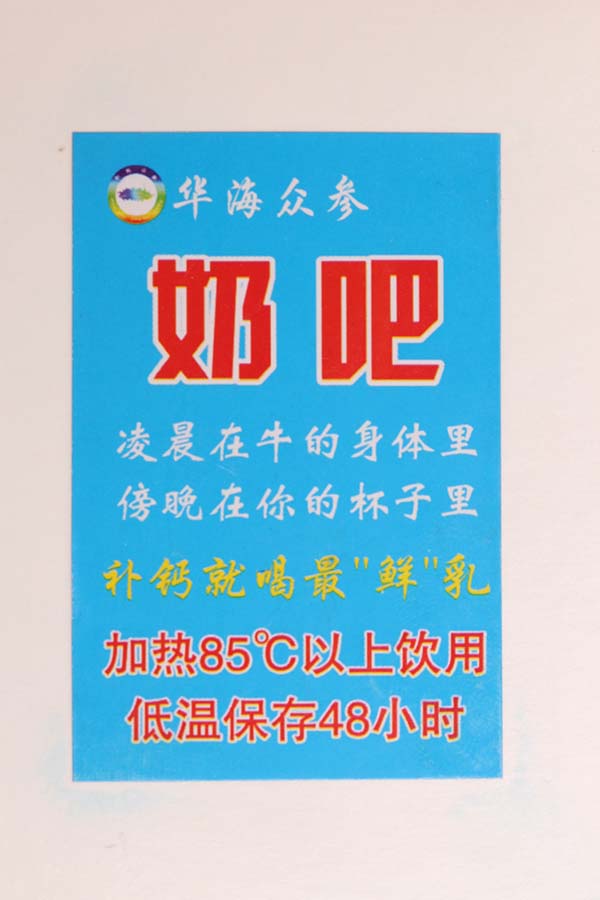 华海众参
奶吧
凌晨在牛的身体里
傍晚在你的杯子里
补钙就喝最"鲜"乳
加热85℃以上饮用
低温保存48小时